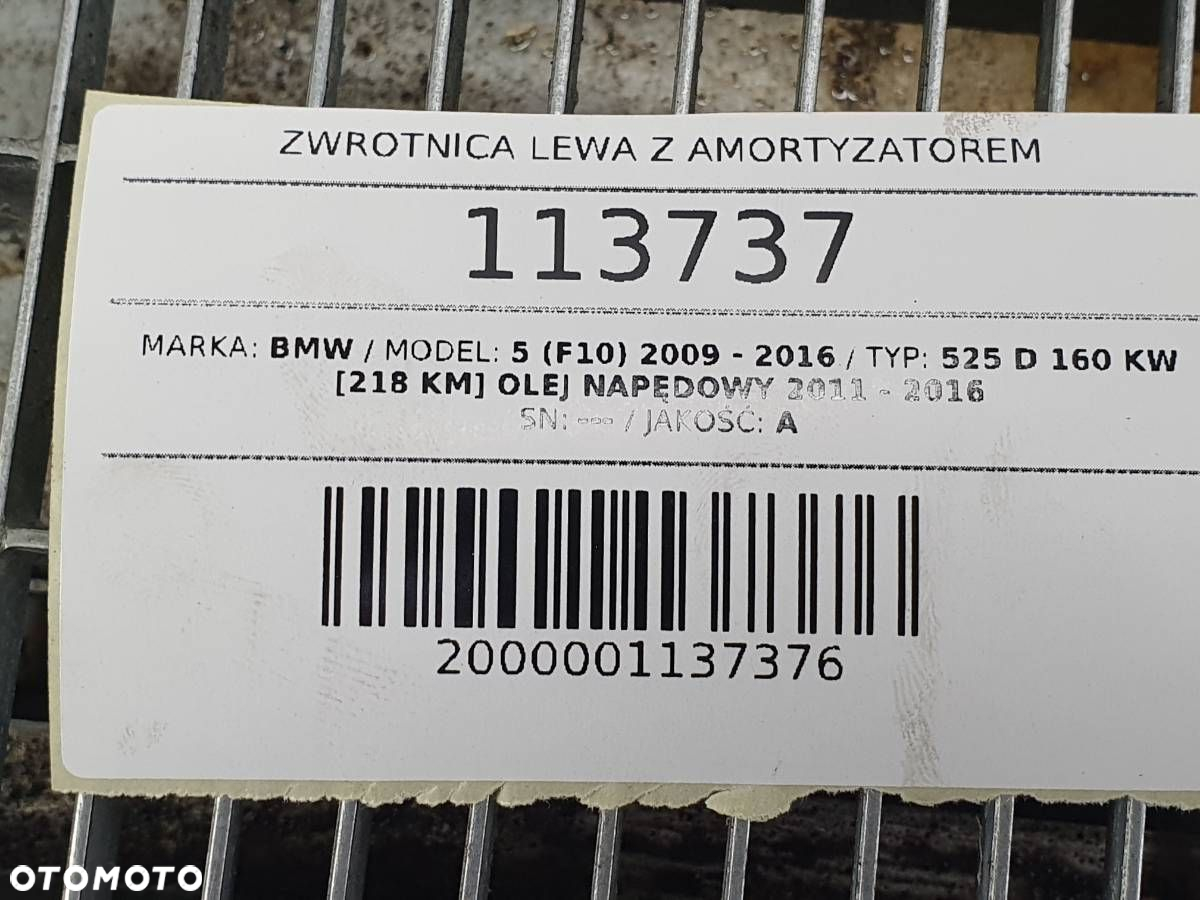 ZWROTNICA LEWA Z AMORTYZATOREM
113737
MARKA: BMW / MODEL: 5 (F10) 2009 - 2016 / TYP: 525 D 160 KW
[218 KM] OLEJ NAPĘDOWY 2011 - 2016
SN: --- / JAKOŚĆ: A
2000001137376
OTOMOTO